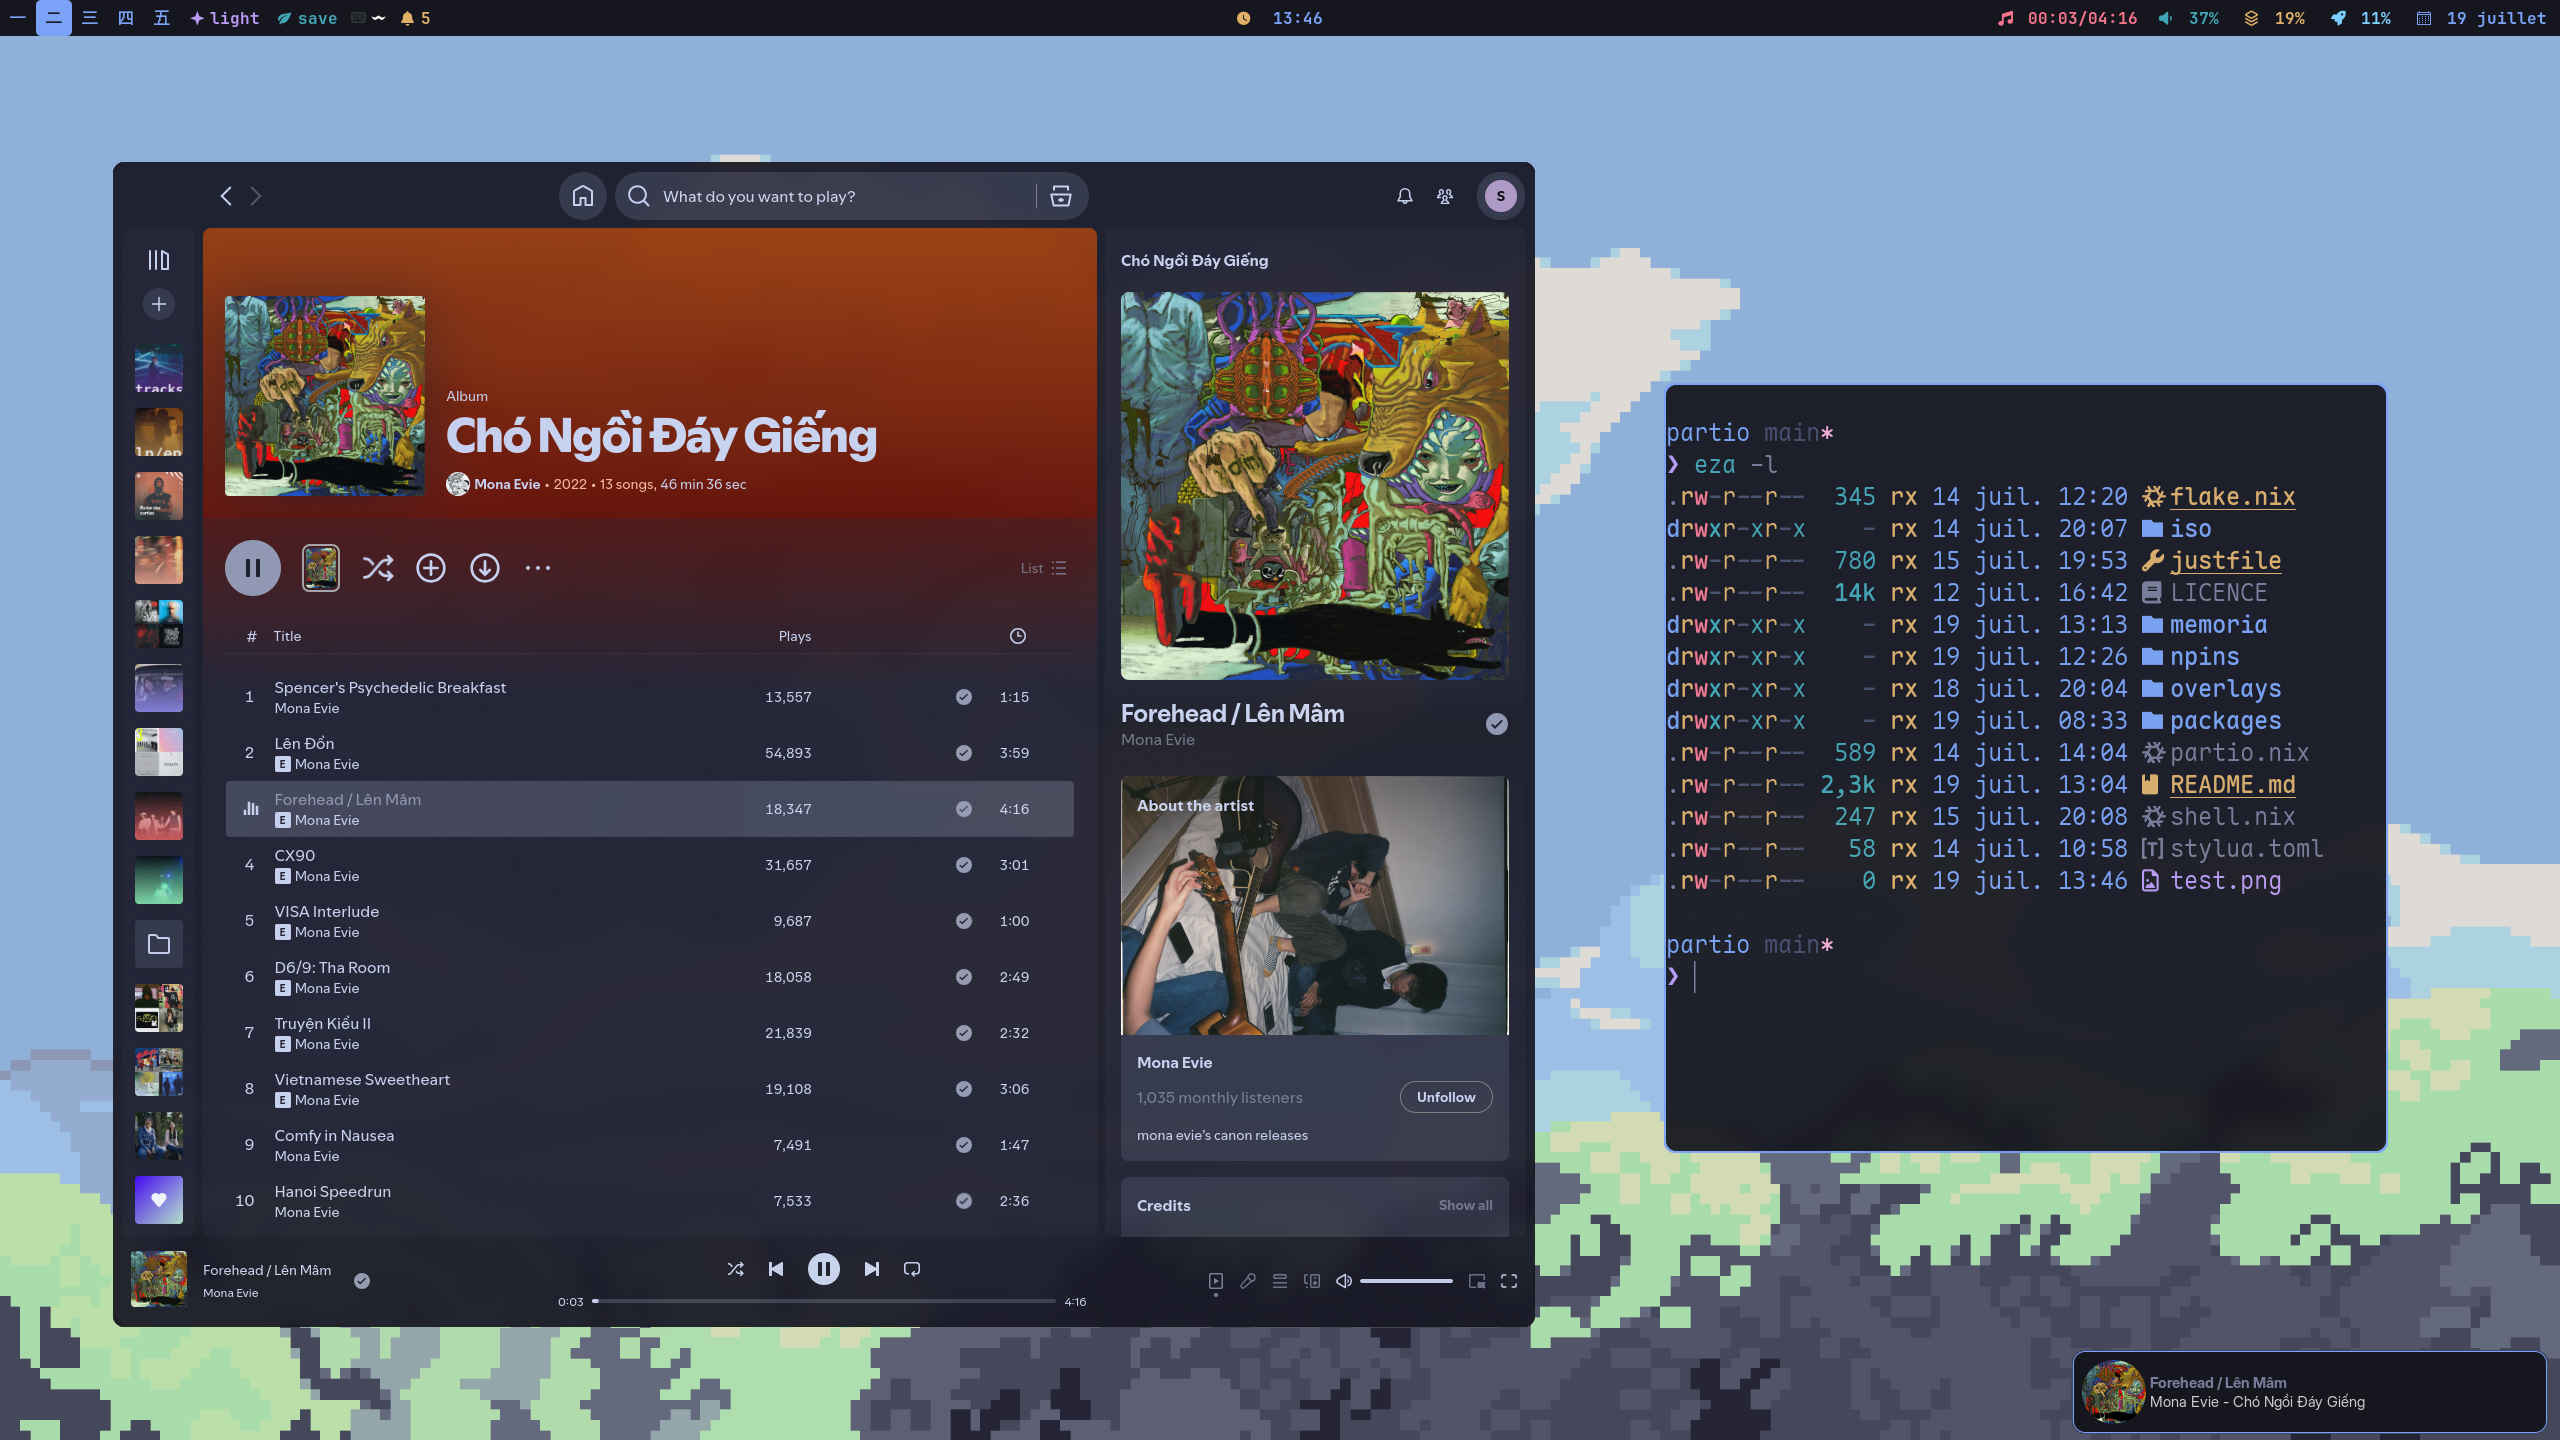 一 二 三 四 五 light save 5
13:46
00:03/04:16 37% 19% 11% 19 juillet
What do you want to play?
S
tracks
lp/ep
Album
Chó Ngồi Đáy Giếng
Mona Evie • 2022 • 13 songs, 46 min 36 sec
List
# Title Plays
1 Spencer's Psychedelic Breakfast 13,557 1:15
Mona Evie
2 Lên Đồn 54,893 3:59
E Mona Evie
Forehead / Lên Mâm 18,347 4:16
E Mona Evie
4 CX90 31,657 3:01
E Mona Evie
5 VISA Interlude 9,687 1:00
E Mona Evie
6 D6/9: Tha Room 18,058 2:49
E Mona Evie
7 Truyện Kiều II 21,839 2:32
E Mona Evie
8 Vietnamese Sweetheart 19,108 3:06
E Mona Evie
9 Comfy in Nausea 7,491 1:47
Mona Evie
10 Hanoi Speedrun 7,533 2:36
Mona Evie
Chó Ngồi Đáy Giếng
Forehead / Lên Mâm
Mona Evie
About the artist
Mona Evie
1,035 monthly listeners
Unfollow
mona evie's canon releases
Credits Show all
Forehead / Lên Mâm
Mona Evie
0:03 4:16
partio main*
❯ eza -l
.rw-r--r-- 345 rx 14 juil. 12:20 flake.nix
drwxr-xr-x - rx 14 juil. 20:07 iso
.rw-r--r-- 780 rx 15 juil. 19:53 justfile
.rw-r--r-- 14k rx 12 juil. 16:42 LICENCE
drwxr-xr-x - rx 19 juil. 13:13 memoria
drwxr-xr-x - rx 19 juil. 12:26 npins
drwxr-xr-x - rx 18 juil. 20:04 overlays
drwxr-xr-x - rx 19 juil. 08:33 packages
.rw-r--r-- 589 rx 14 juil. 14:04 partio.nix
.rw-r--r-- 2,3k rx 19 juil. 13:04 README.md
.rw-r--r-- 247 rx 15 juil. 20:08 shell.nix
.rw-r--r-- 58 rx 14 juil. 10:58 stylua.toml
.rw-r--r-- 0 rx 19 juil. 13:46 test.png
partio main*
❯
Forehead / Lên Mâm
Mona Evie - Chó Ngồi Đáy Giếng